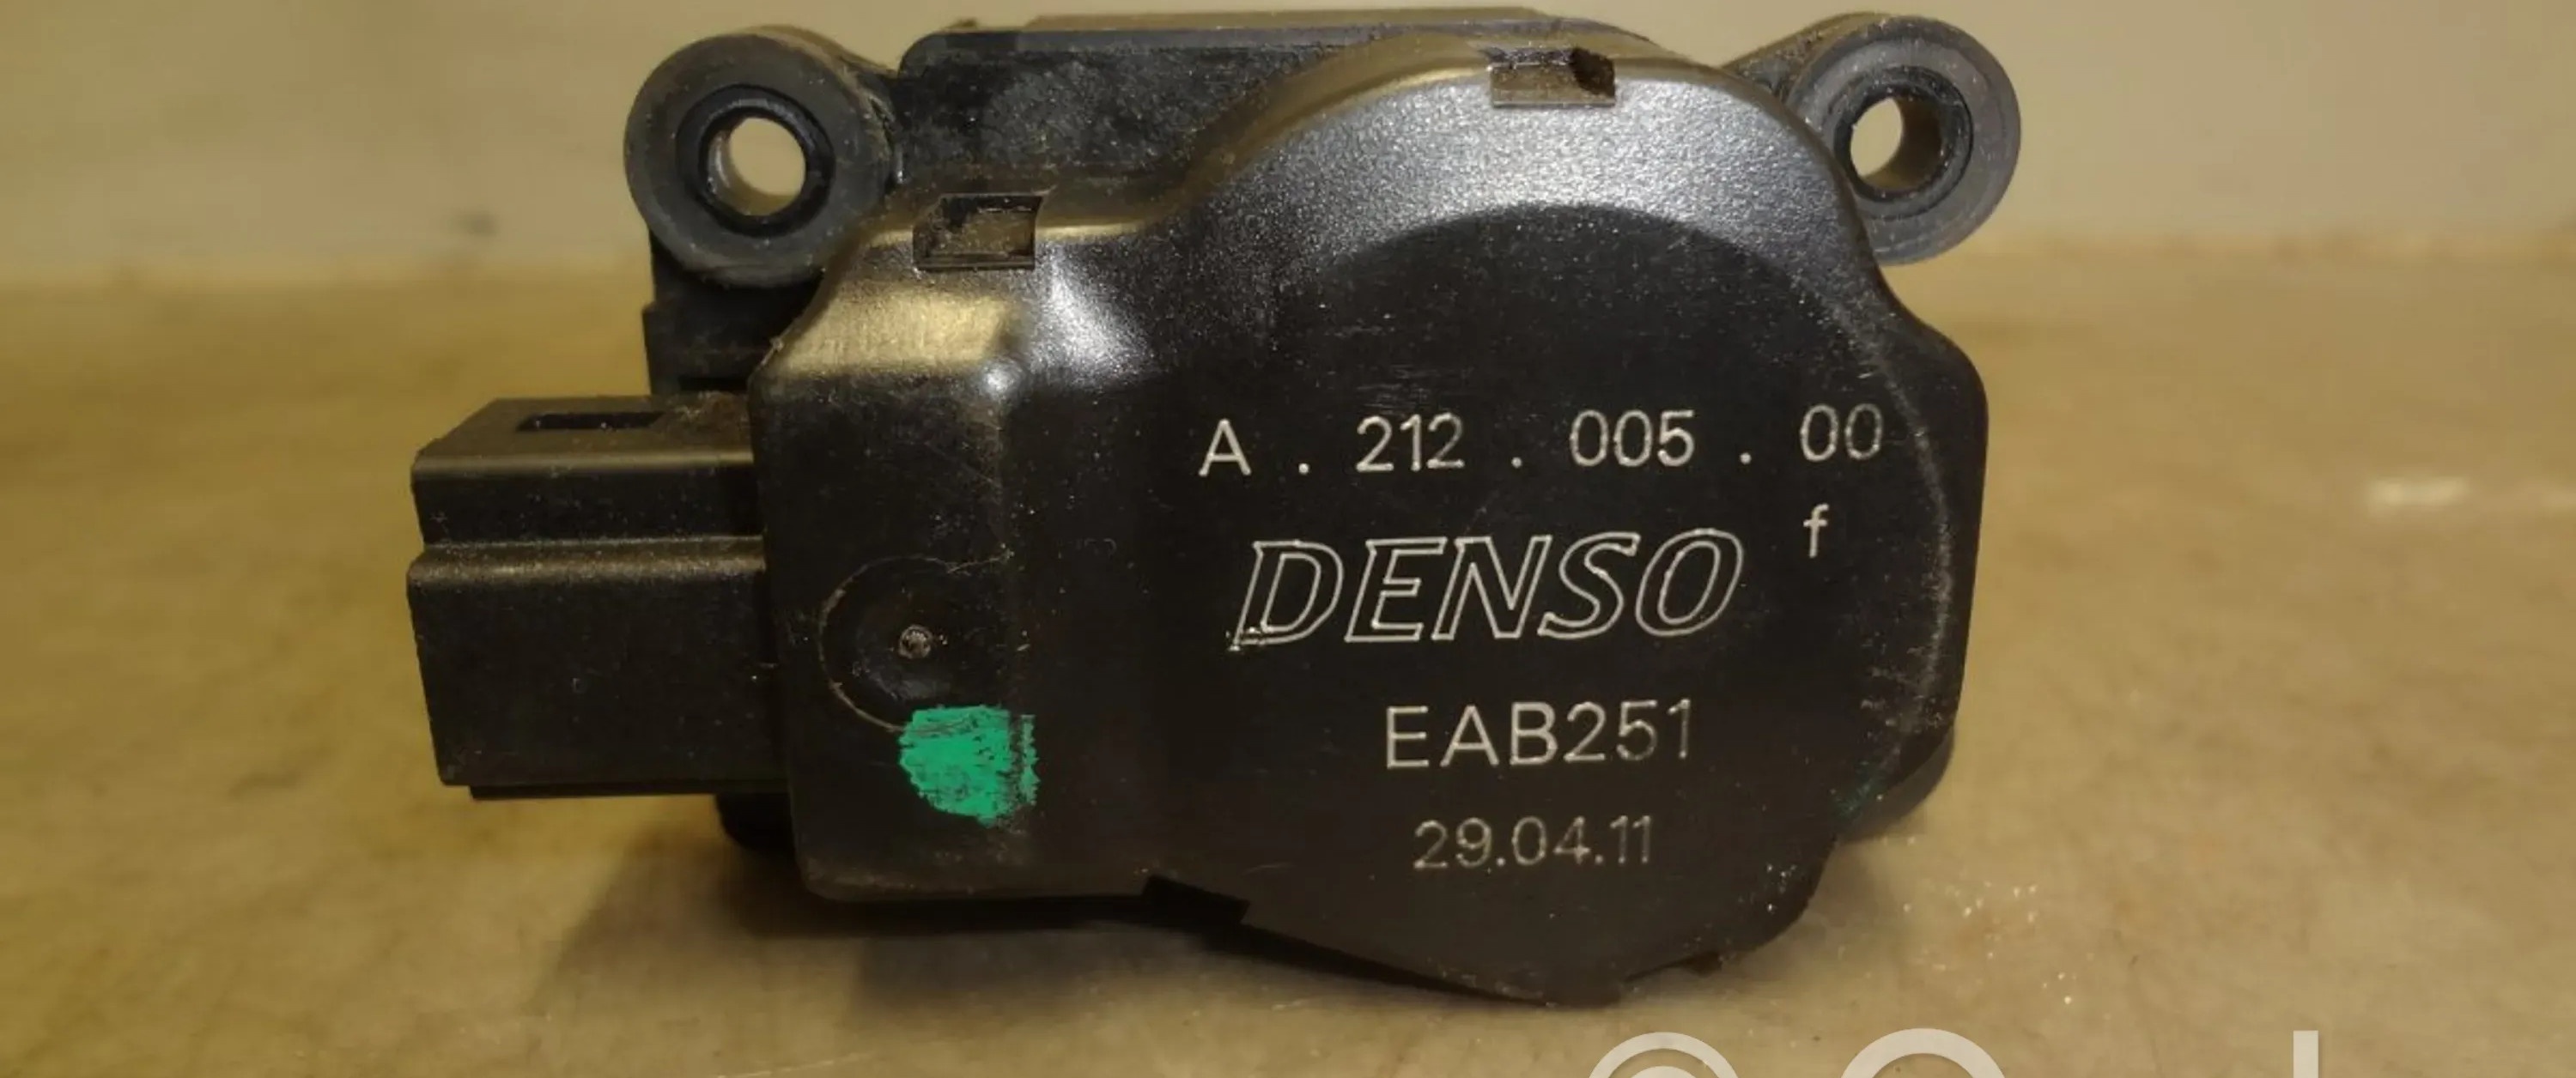 A . 212 . 005 . 00
f
DENSO
EAB251
29.04.11